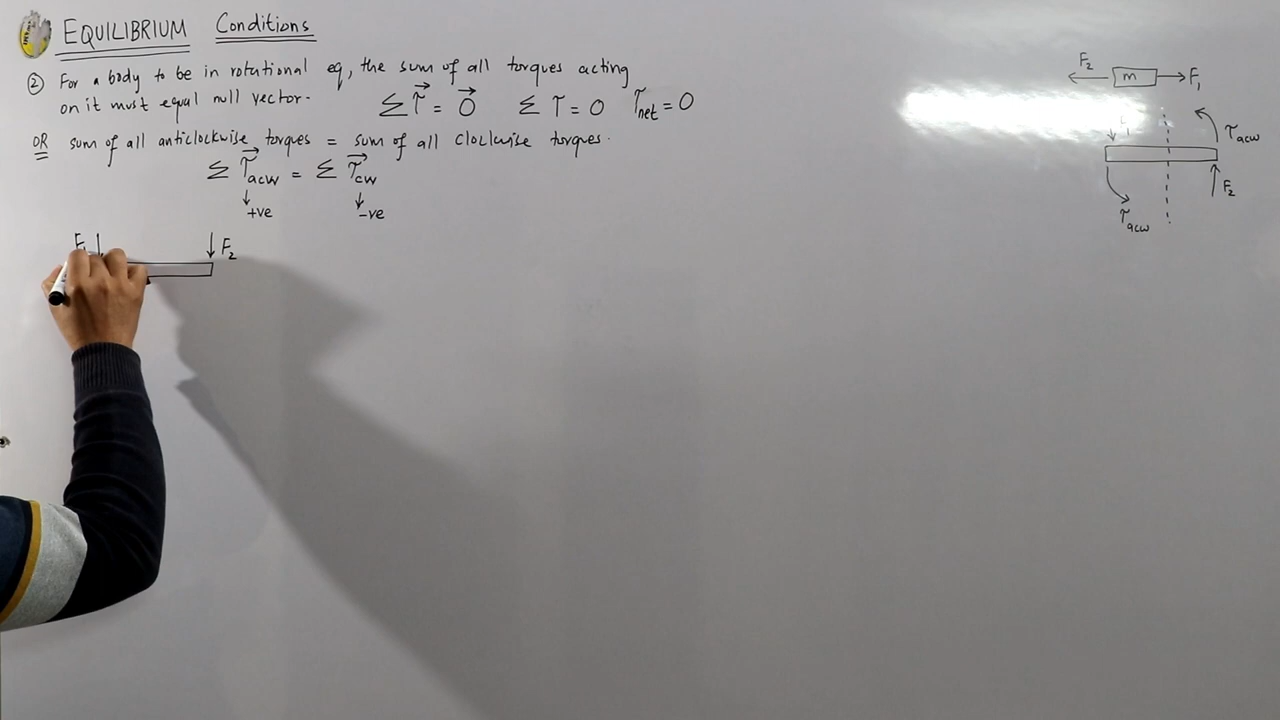 EQUILIBRIUM Conditions
② For a body to be in rotational eq, the sum of all torques acting
on it must equal null vector. Σ τ⃗ = 0⃗ Σ τ = 0 τnet = 0
OR sum of all anticlockwise torques = sum of all Clockwise torques.
Σ τ⃗acw = Σ τ⃗cw
↓ ↓
+ve -ve
F₁ ↓ ↓ F₂
F₂ ← m → F₁
τacw
F₂
τacw